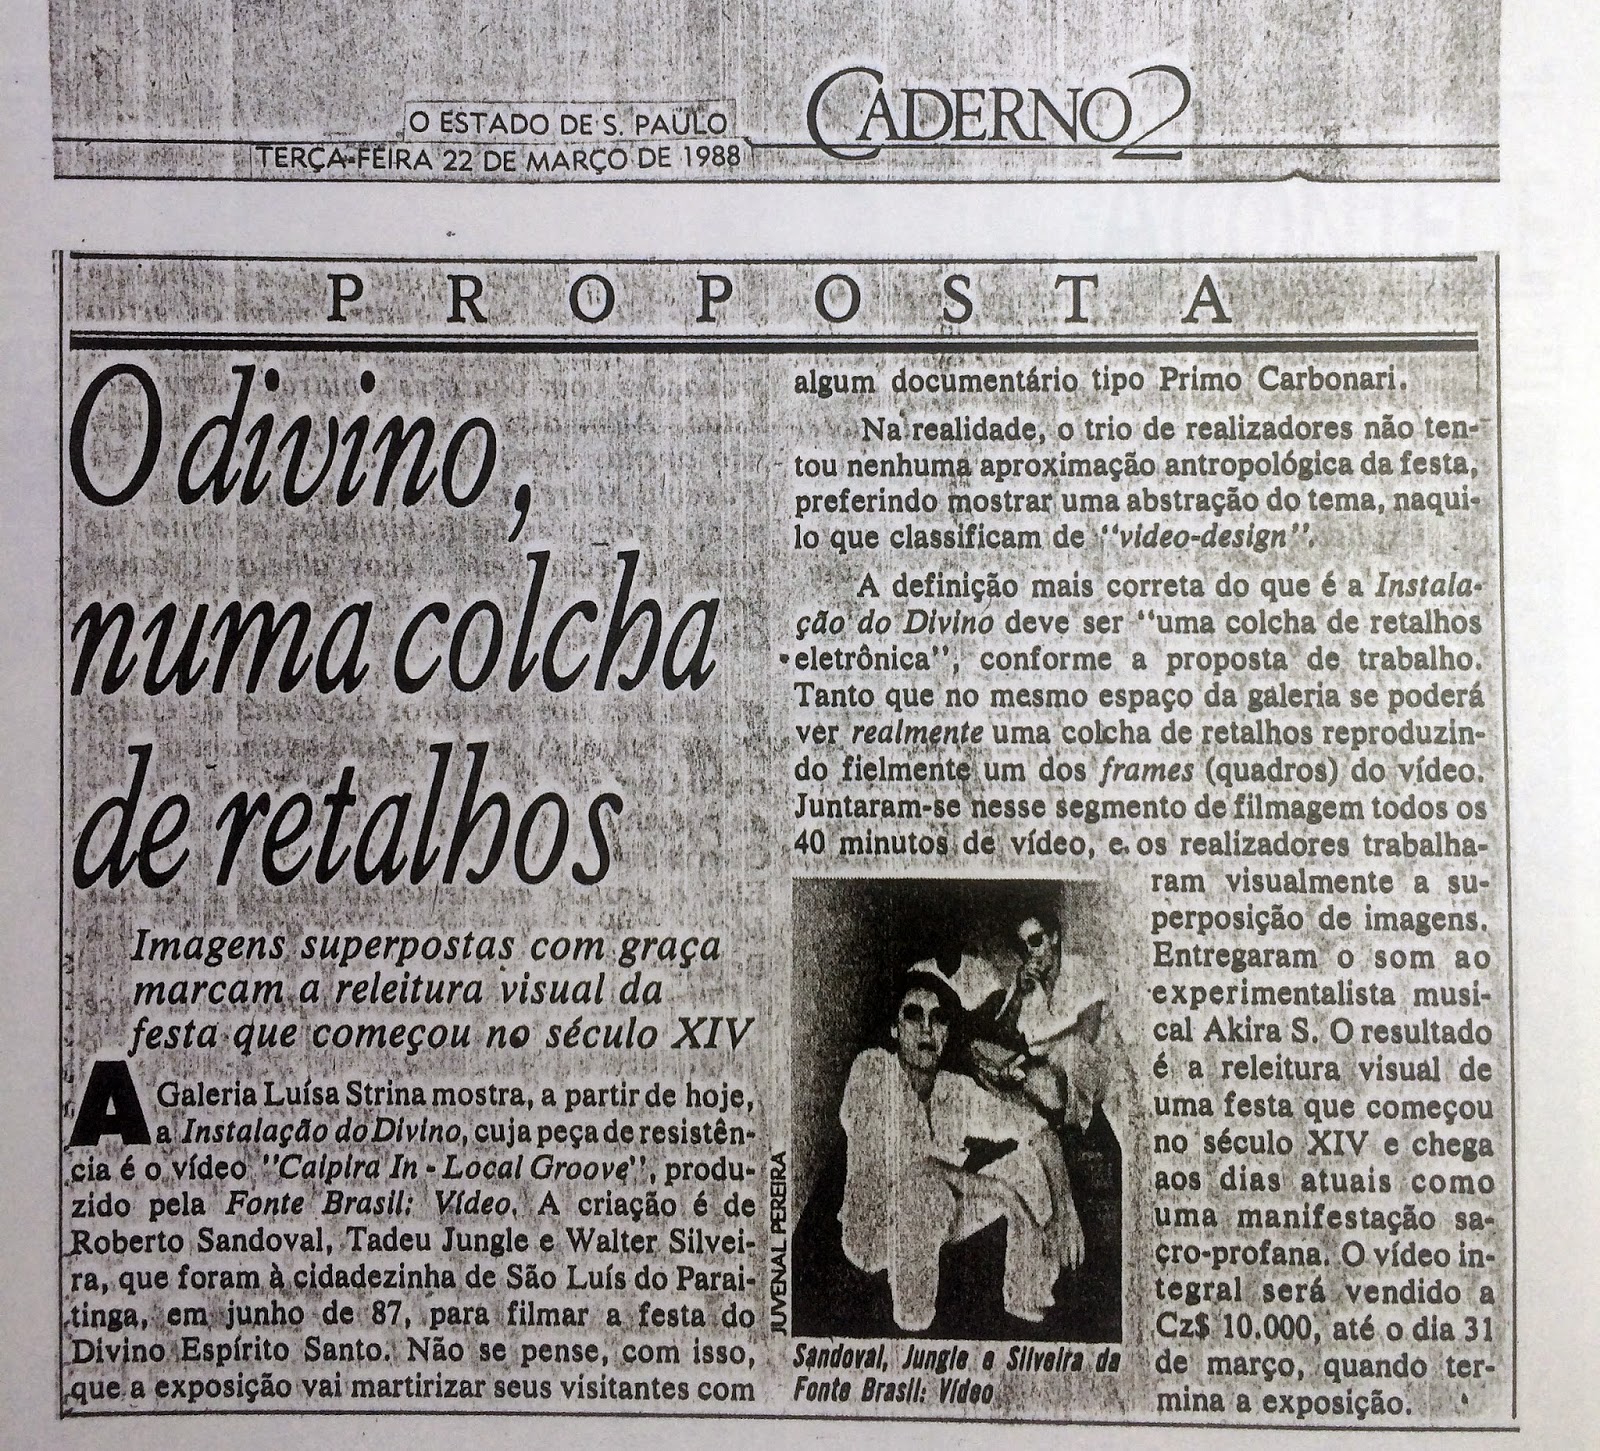 O ESTADO DE S. PAULO
TERÇA-FEIRA 22 DE MARÇO DE 1988
CADERNO 2
PROPOSTA
O divino,
numa colcha
de retalhos
Imagens superpostas com graça
marcam a releitura visual da
festa que começou no século XIV
A Galeria Luísa Strina mostra, a partir de hoje,
a Instalação do Divino, cuja peça de resistên-
cia é o vídeo "Caipira In - Local Groove", produ-
zido pela Fonte Brasil: Vídeo. A criação é de
Roberto Sandoval, Tadeu Jungle e Walter Silvei-
ra, que foram à cidadezinha de São Luís do Parai-
tinga, em junho de 87, para filmar a festa do
Divino Espírito Santo. Não se pense, com isso,
que a exposição vai martirizar seus visitantes com
algum documentário tipo Primo Carbonari.
Na realidade, o trio de realizadores não ten-
tou nenhuma aproximação antropológica da festa,
preferindo mostrar uma abstração do tema, naqui-
lo que classificam de "video-design".
A definição mais correta do que é a Instala-
ção do Divino deve ser "uma colcha de retalhos
eletrônica", conforme a proposta de trabalho.
Tanto que no mesmo espaço da galeria se poderá
ver realmente uma colcha de retalhos reproduzin-
do fielmente um dos frames (quadros) do vídeo.
Juntaram-se nesse segmento de filmagem todos os
40 minutos de vídeo, e os realizadores trabalha-
ram visualmente a su-
perposição de imagens.
Entregaram o som ao
experimentalista musi-
cal Akira S. O resultado
é a releitura visual de
uma festa que começou
no século XIV e chega
aos dias atuais como
uma manifestação sa-
cro-profana. O vídeo in-
tegral será vendido a
Cz$ 10.000, até o dia 31
de março, quando ter-
mina a exposição.
JUVENAL PEREIRA
Sandoval, Jungle e Silveira da
Fonte Brasil: Vídeo